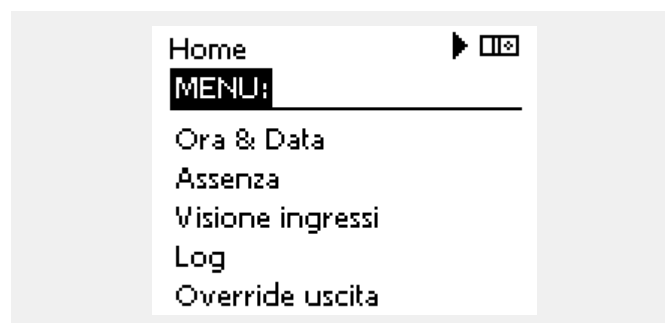 Home
MENU:
Ora & Data
Assenza
Visione ingressi
Log
Override uscita